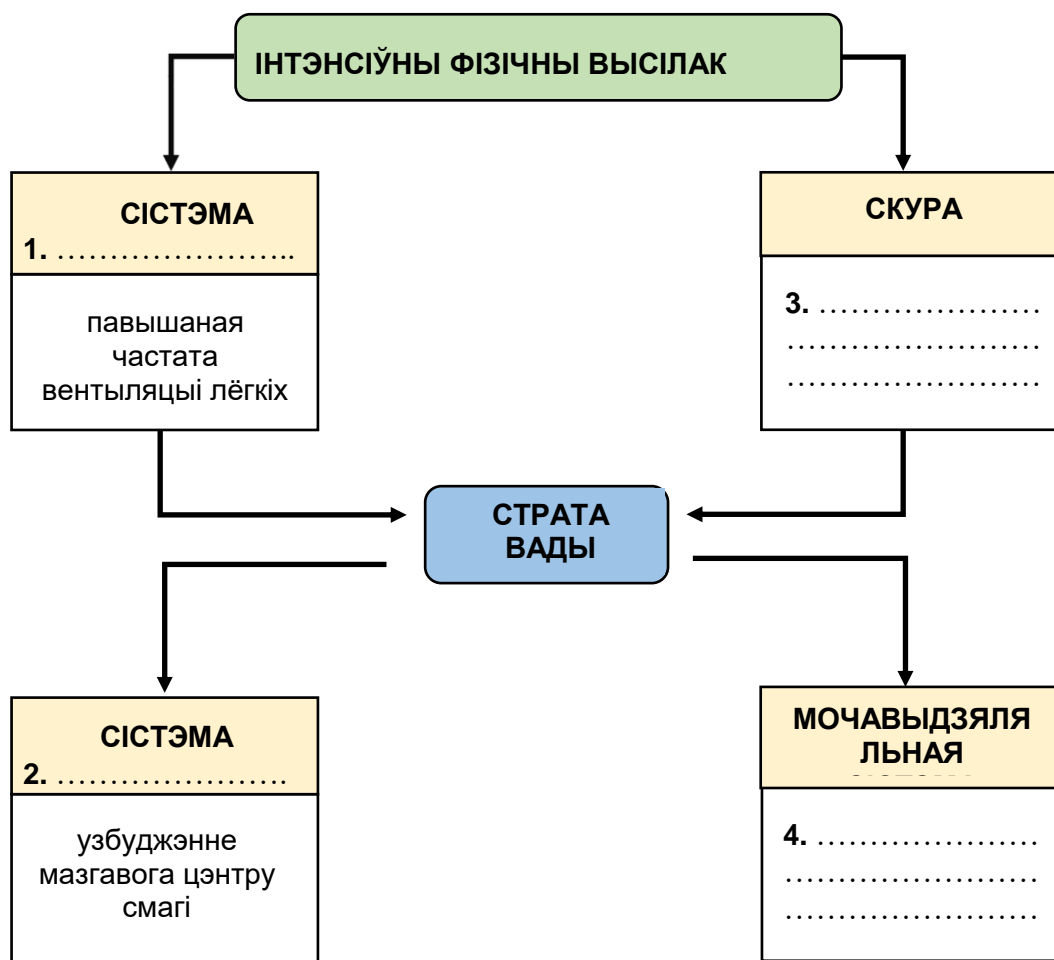 ІНТЭНСІЎНЫ ФІЗІЧНЫ ВЫСІЛАК
СІСТЭМА
1. …………………..
павышаная
частата
вентыляцыі лёгкіх
СКУРА
3. …………………
……………………
……………………
СТРАТА
ВАДЫ
СІСТЭМА
2. ………………….
узбуджэнне
мазгавога цэнтру
смагі
МОЧАВЫДЗЯЛЯ
ЛЬНАЯ
4. …………………
……………………
……………………